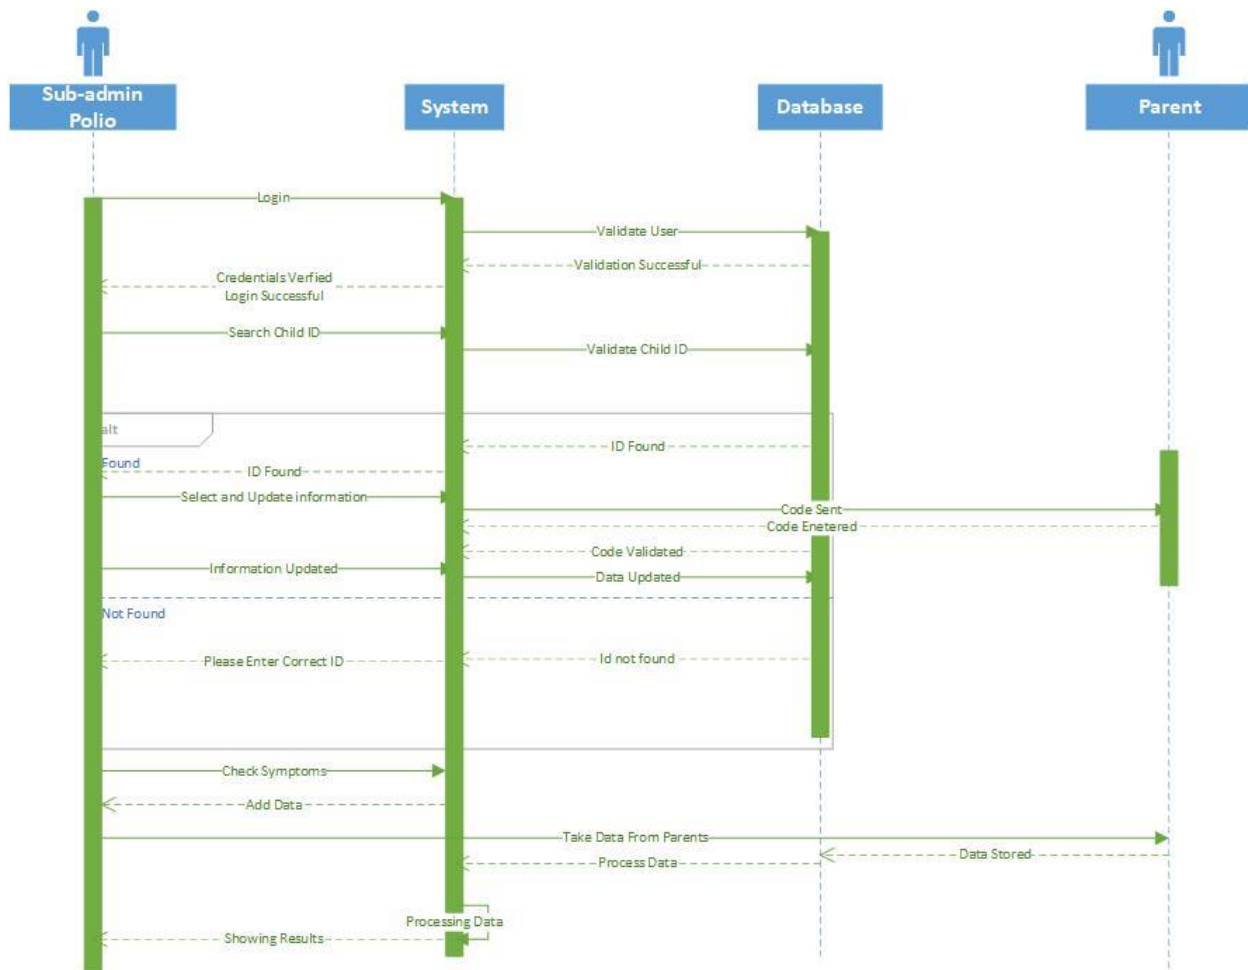 Sub-admin
Polio
System
Database
Parent
Login
Validate User
Validation Successful
Credentials Verfied
Login Successful
Search Child ID
Validate Child ID
alt
ID Found
Found
ID Found
Select and Update information
Code Sent
Code Enetered
Code Validated
Information Updated
Data Updated
Not Found
Please Enter Correct ID
Id not found
Check Symptoms
Add Data
Take Data From Parents
Data Stored
Process Data
Processing Data
Showing Results